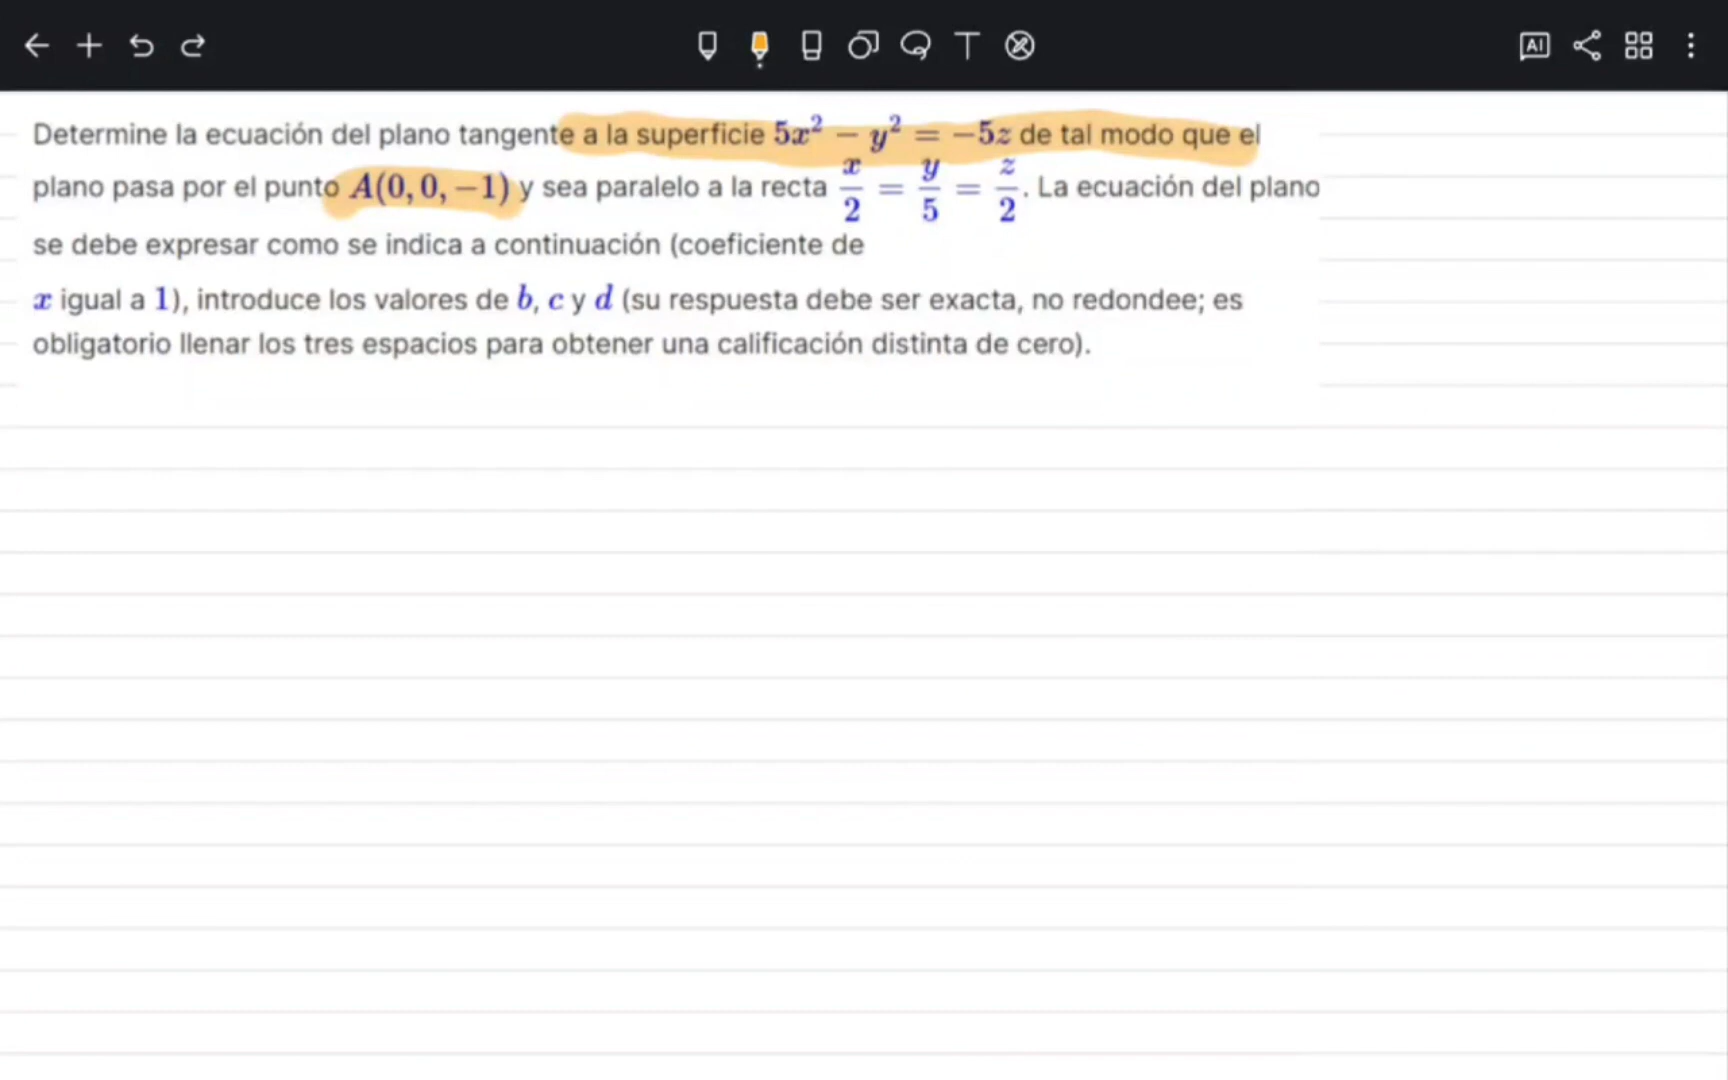 AI
Determine la ecuación del plano tangente a la superficie 5x² − y² = −5z de tal modo que el
plano pasa por el punto A(0, 0, −1) y sea paralelo a la recta x/2 = y/5 = z/2. La ecuación del plano
se debe expresar como se indica a continuación (coeficiente de
x igual a 1), introduce los valores de b, c y d (su respuesta debe ser exacta, no redondee; es
obligatorio llenar los tres espacios para obtener una calificación distinta de cero).